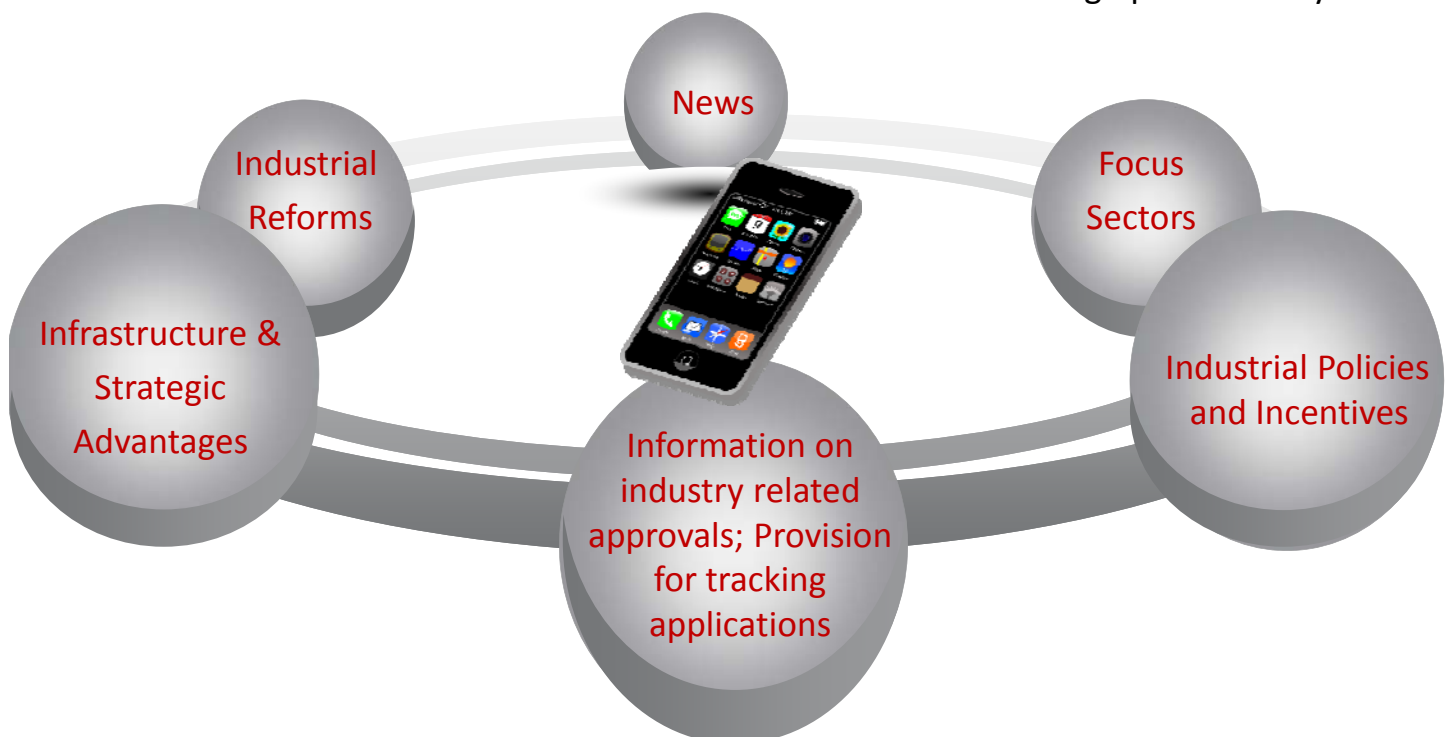 News
Industrial
Reforms
Focus
Sectors
Infrastructure &
Strategic
Advantages
Industrial Policies
and Incentives
Information on
industry related
approvals; Provision
for tracking
applications